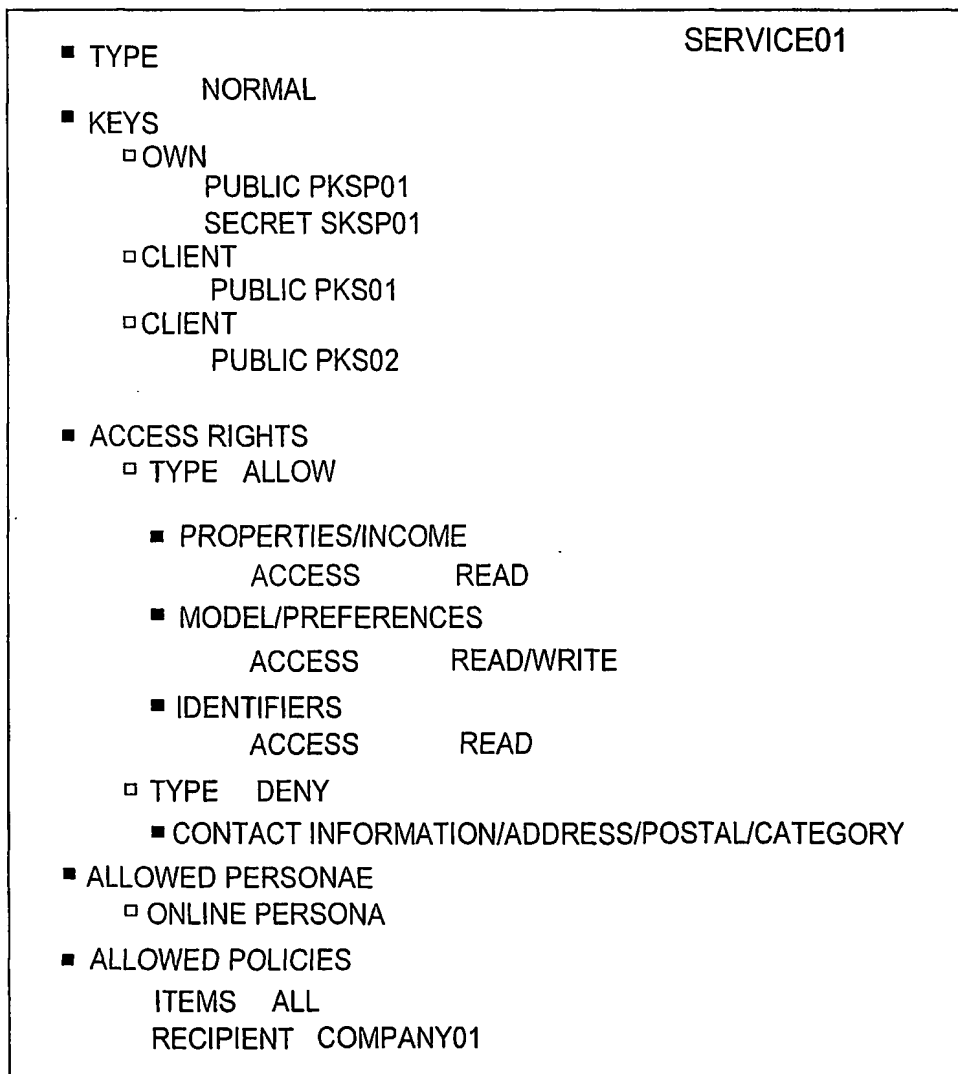 SERVICE01
■ TYPE
NORMAL
■ KEYS
□ OWN
PUBLIC PKSP01
SECRET SKSP01
□ CLIENT
PUBLIC PKS01
□ CLIENT
PUBLIC PKS02
■ ACCESS RIGHTS
□ TYPE ALLOW
■ PROPERTIES/INCOME
ACCESS READ
■ MODEL/PREFERENCES
ACCESS READ/WRITE
■ IDENTIFIERS
ACCESS READ
□ TYPE DENY
■ CONTACT INFORMATION/ADDRESS/POSTAL/CATEGORY
■ ALLOWED PERSONAE
□ ONLINE PERSONA
■ ALLOWED POLICIES
ITEMS ALL
RECIPIENT COMPANY01